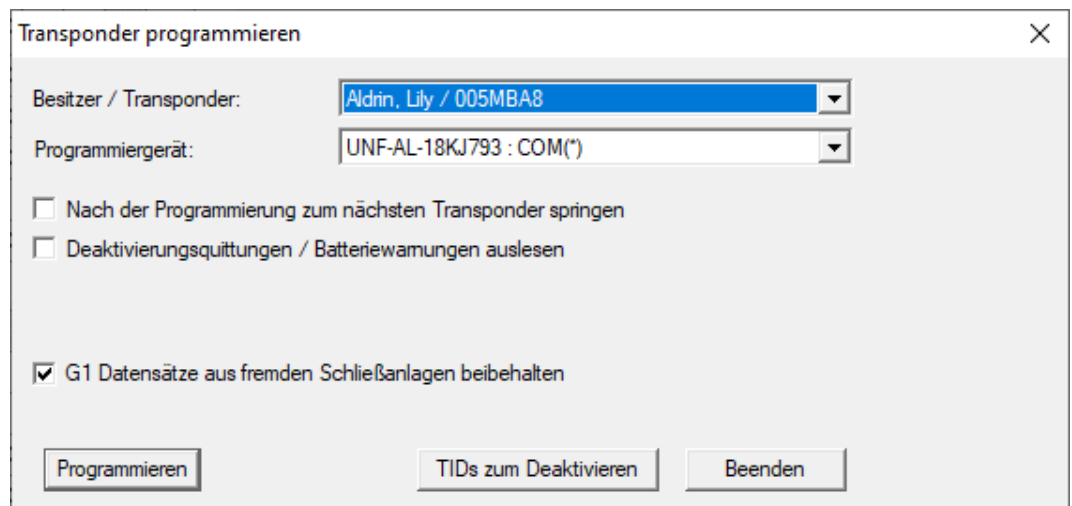 Transponder programmieren
Besitzer / Transponder:
Aldrin, Lily / 005MBA8
Programmiergerät:
UNF-AL-18KJ793 : COM(*)
Nach der Programmierung zum nächsten Transponder springen
Deaktivierungsquittungen / Batteriewarnungen auslesen
G1 Datensätze aus fremden Schließanlagen beibehalten
Programmieren
TIDs zum Deaktivieren
Beenden